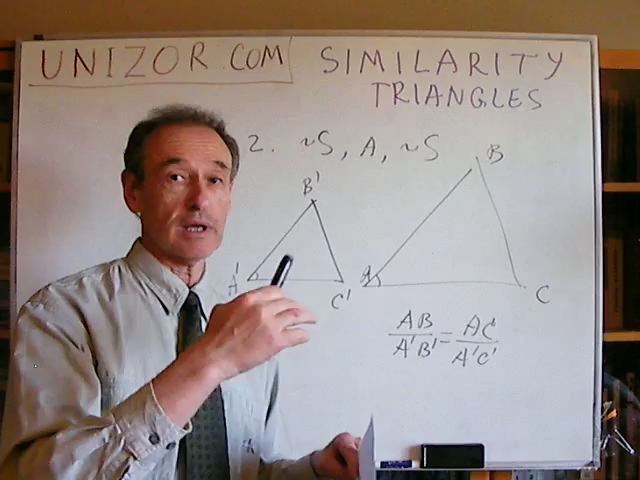 UNIZOR.COM
SIMILARITY
TRIANGLES
2. ~S, A, ~S
B' B
A' C' A C
AB/A'B' = AC/A'C'